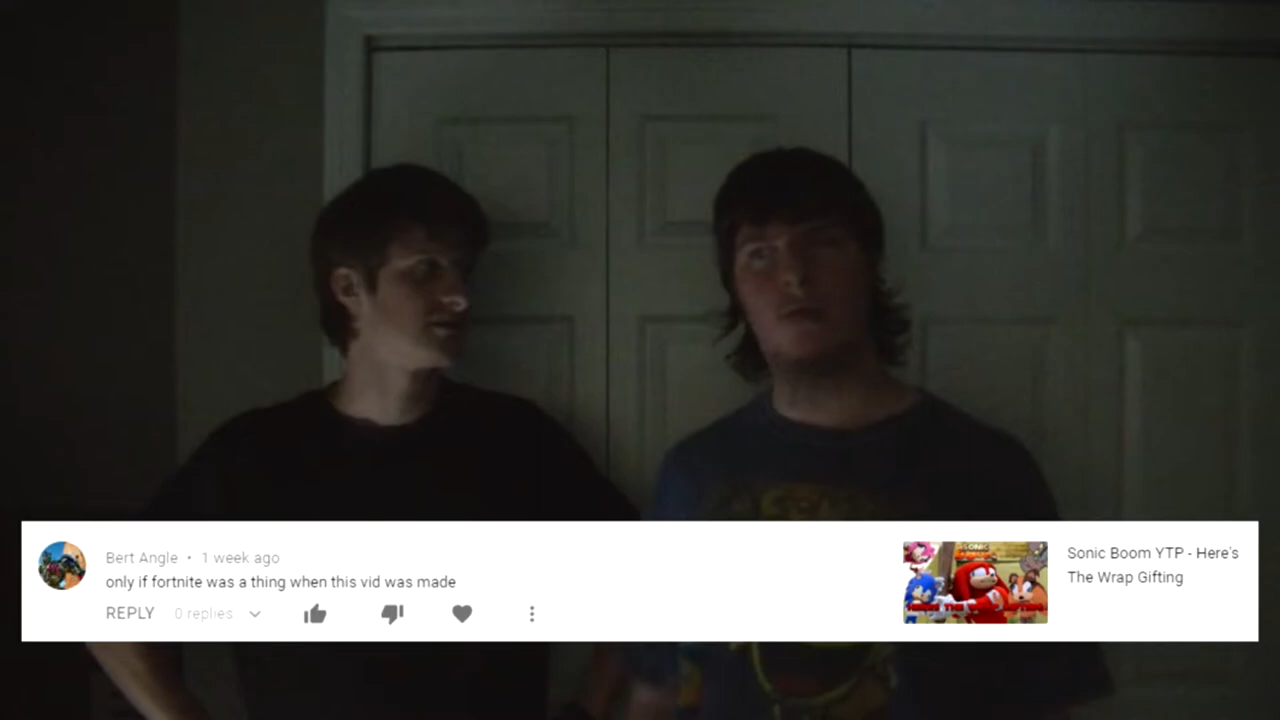 Bert Angle • 1 week ago
only if fortnite was a thing when this vid was made
REPLY 0 replies
Sonic Boom YTP - Here's
The Wrap Gifting
SONIC